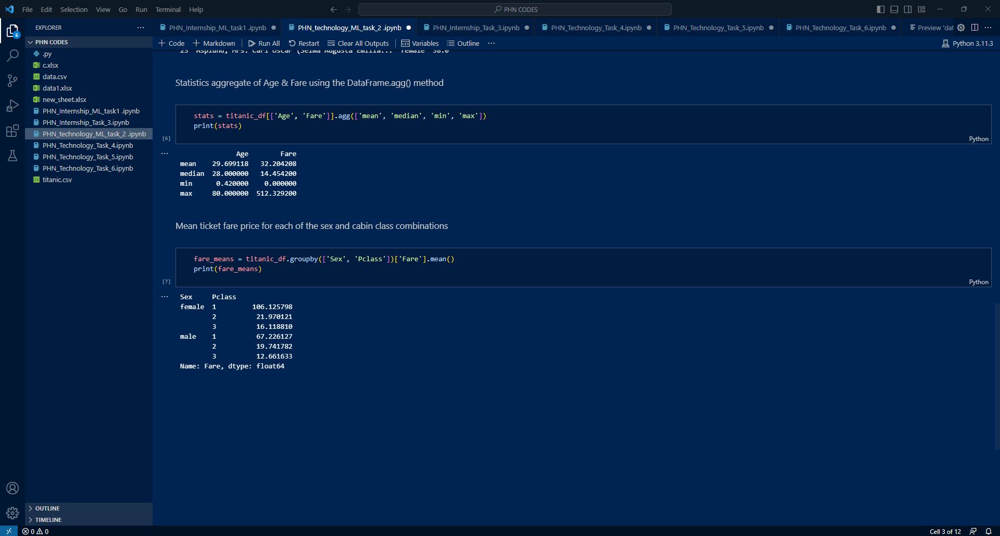 File Edit Selection View Go Run Terminal Help
PHN CODES
EXPLORER
PHN CODES
.py
c.xlsx
data.csv
data1.xlsx
new_sheet.xlsx
PHN_Internship_ML_task1 .ipynb
PHN_Internship_Task_3.ipynb
PHN_technology_ML_task_2 .ipynb
PHN_Technology_Task_4.ipynb
PHN_Technology_Task_5.ipynb
PHN_Technology_Task_6.ipynb
titanic.csv
OUTLINE
TIMELINE
PHN_Internship_ML_task1 .ipynb PHN_technology_ML_task_2 .ipynb PHN_Internship_Task_3.ipynb PHN_Technology_Task_4.ipynb PHN_Technology_Task_5.ipynb PHN_Technology_Task_6.ipynb Preview 'dat
Code Markdown Run All Restart Clear All Outputs Variables Outline Python 3.11.3
25 Asplund, Mrs. Carl Oscar (Selma Augusta Emilia... female 38.0
Statistics aggregate of Age & Fare using the DataFrame.agg() method
stats = titanic_df[['Age', 'Fare']].agg(['mean', 'median', 'min', 'max'])
print(stats)
[6] Python
Age Fare
mean 29.699118 32.204208
median 28.000000 14.454200
min 0.420000 0.000000
max 80.000000 512.329200
Mean ticket fare price for each of the sex and cabin class combinations
fare_means = titanic_df.groupby(['Sex', 'Pclass'])['Fare'].mean()
print(fare_means)
[7] Python
Sex Pclass
female 1 106.125798
2 21.970121
3 16.118810
male 1 67.226127
2 19.741782
3 12.661633
Name: Fare, dtype: float64
6
0 0
Cell 3 of 12